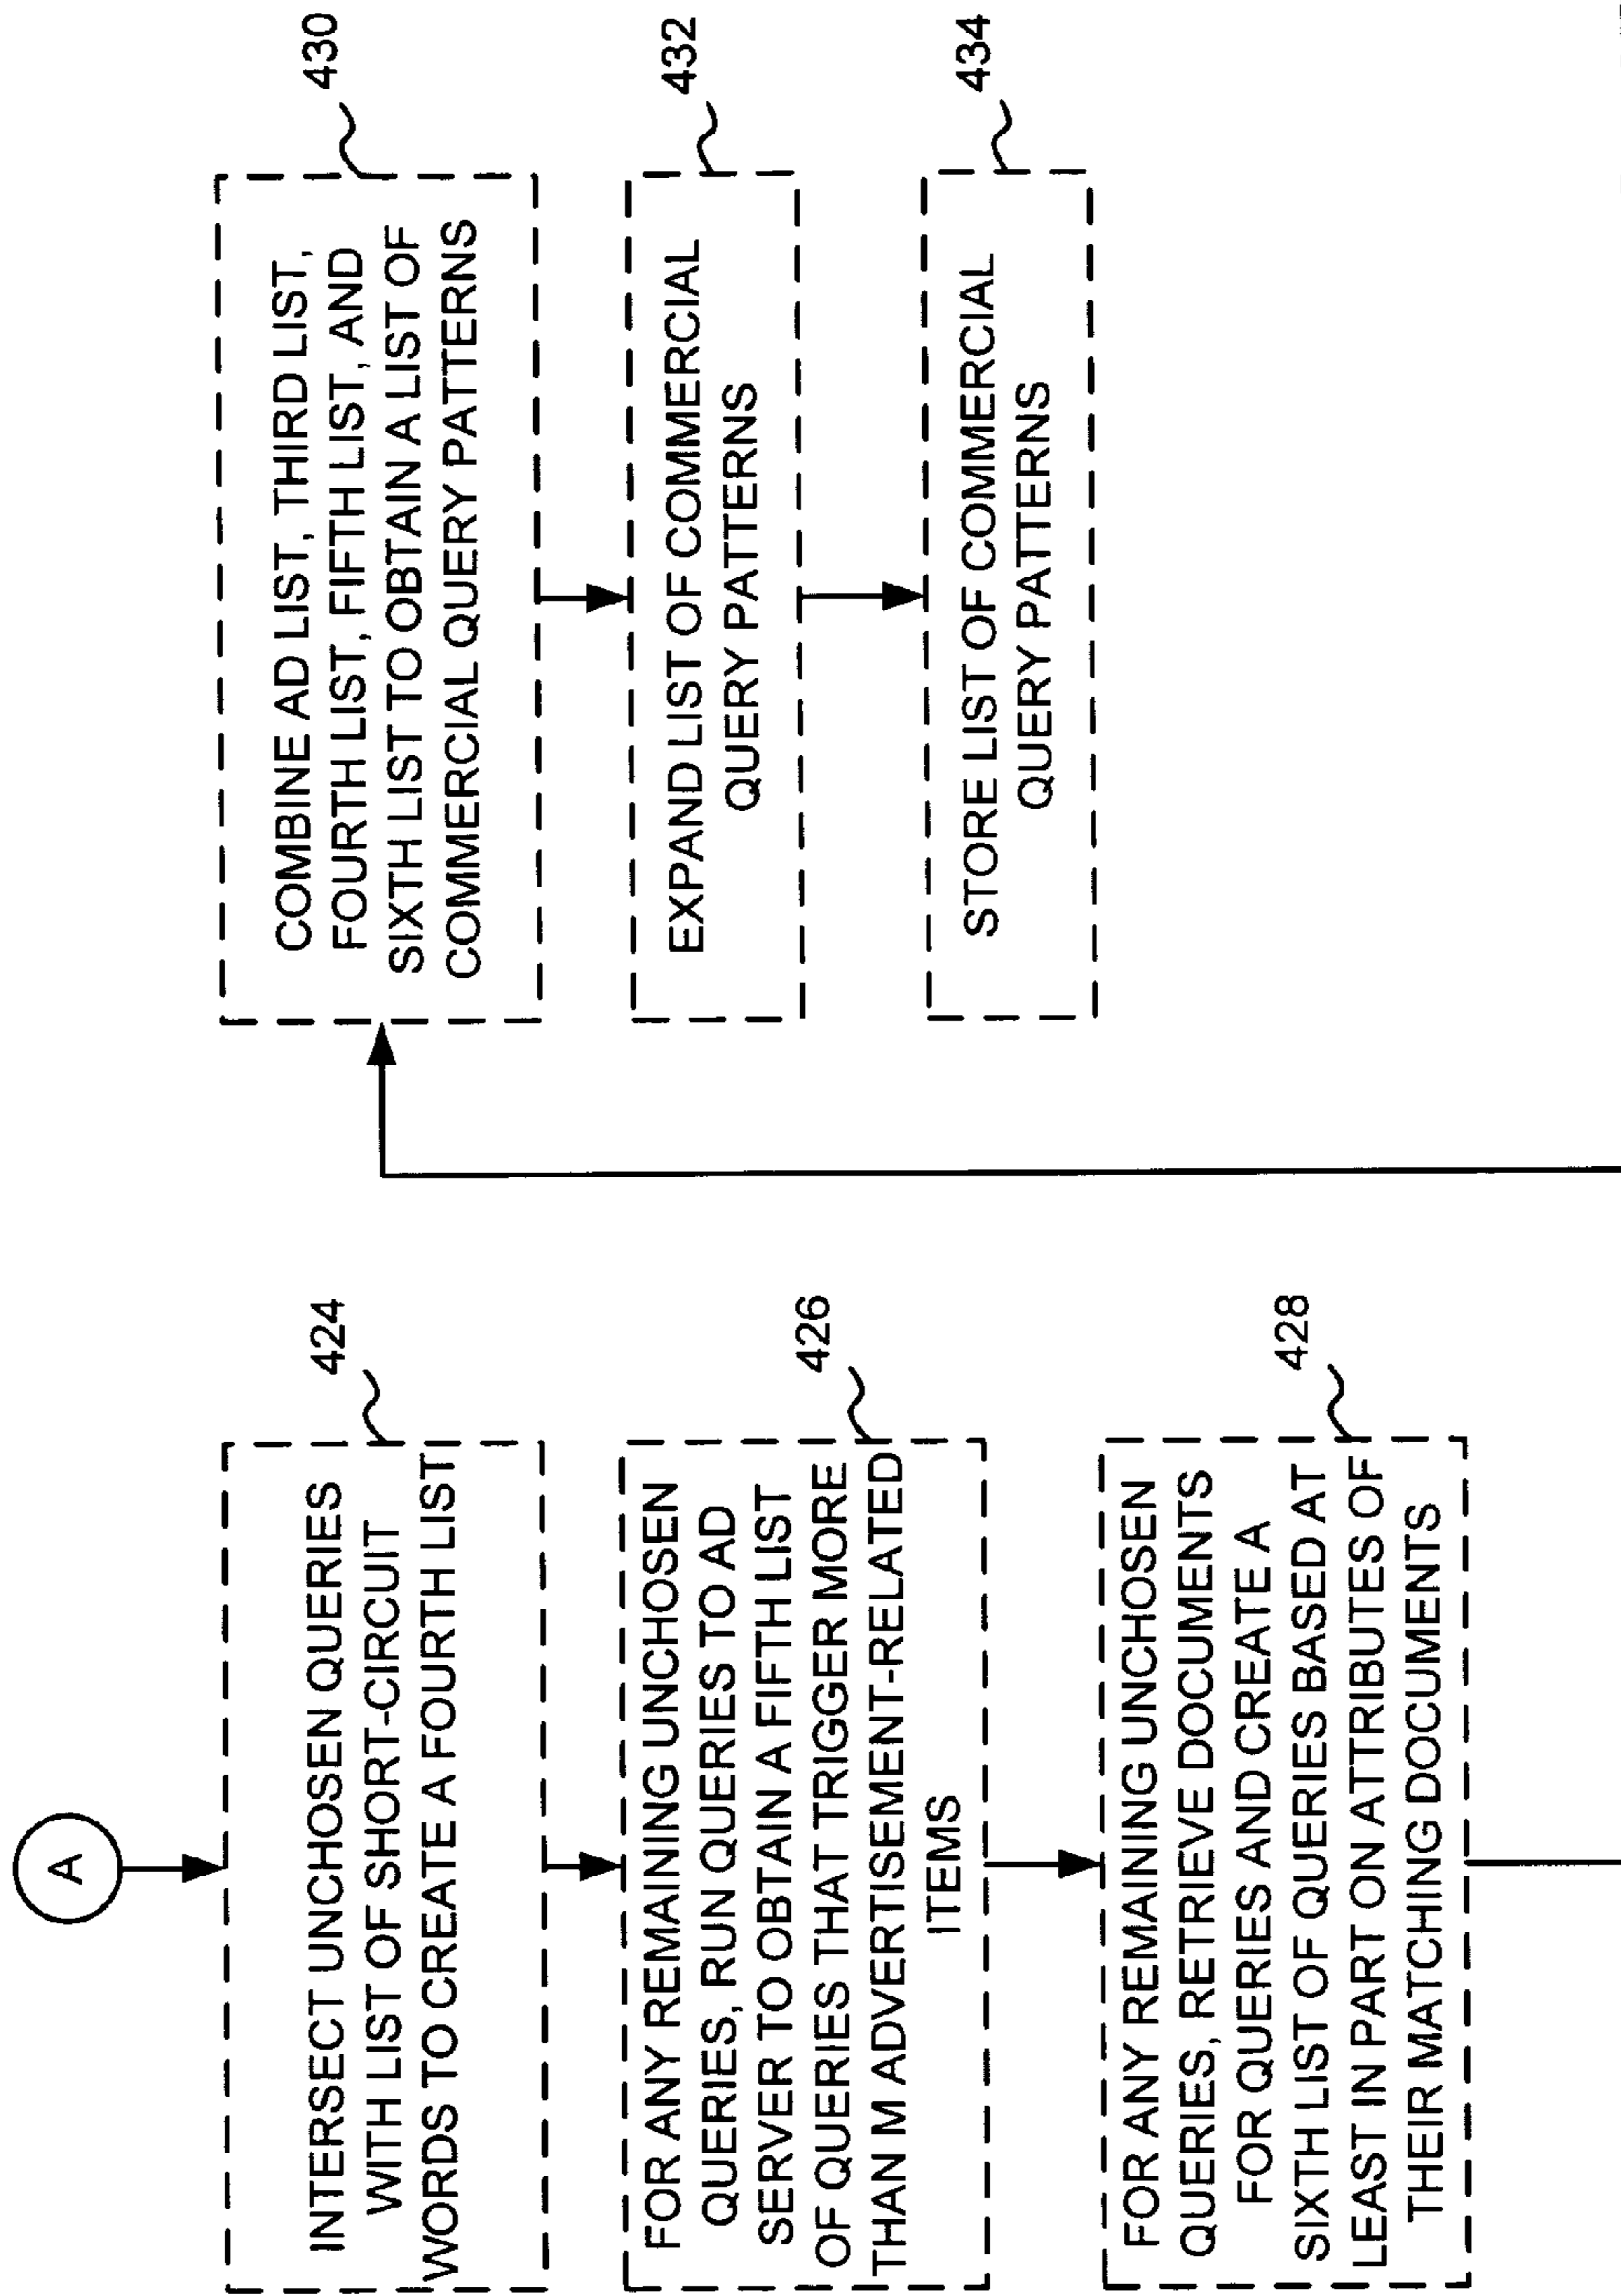 A
424
INTERSECT UNCHOSEN QUERIES
WITH LIST OF SHORT-CIRCUIT
WORDS TO CREATE A FOURTH LIST
426
FOR ANY REMAINING UNCHOSEN
QUERIES, RUN QUERIES TO AD
SERVER TO OBTAIN A FIFTH LIST
OF QUERIES THAT TRIGGER MORE
THAN M ADVERTISEMENT-RELATED
ITEMS
428
FOR ANY REMAINING UNCHOSEN
QUERIES, RETRIEVE DOCUMENTS
FOR QUERIES AND CREATE A
SIXTH LIST OF QUERIES BASED AT
LEAST IN PART ON ATTRIBUTES OF
THEIR MATCHING DOCUMENTS
430
COMBINE AD LIST, THIRD LIST,
FOURTH LIST, FIFTH LIST, AND
SIXTH LIST TO OBTAIN A LIST OF
COMMERCIAL QUERY PATTERNS
432
EXPAND LIST OF COMMERCIAL
QUERY PATTERNS
434
STORE LIST OF COMMERCIAL
QUERY PATTERNS